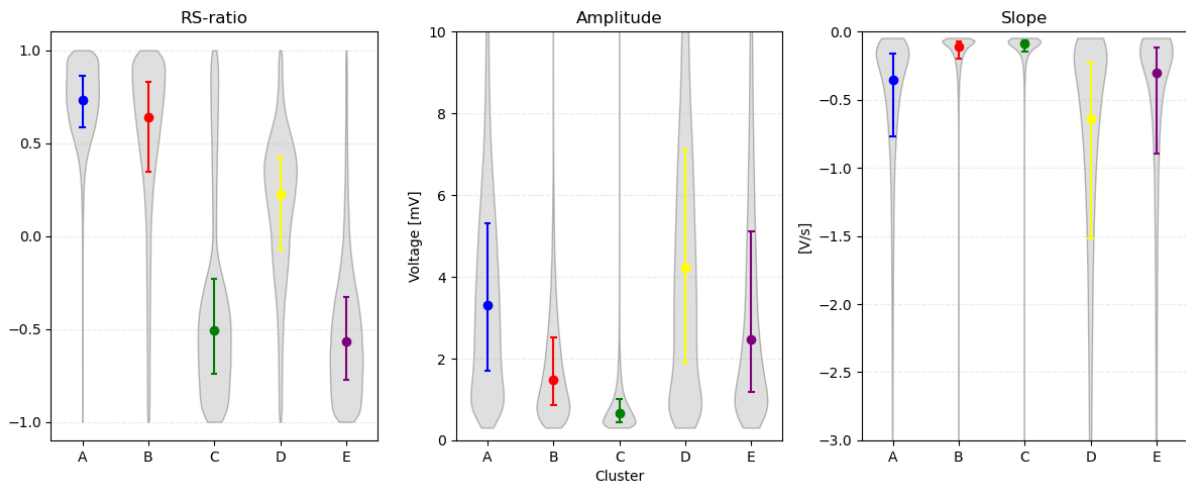 RS-ratio
1.0
0.5
0.0
−0.5
−1.0
A B C D E
Amplitude
Voltage [mV]
10
8
6
4
2
0
A B C D E
Cluster
Slope
[V/s]
0.0
−0.5
−1.0
−1.5
−2.0
−2.5
−3.0
A B C D E